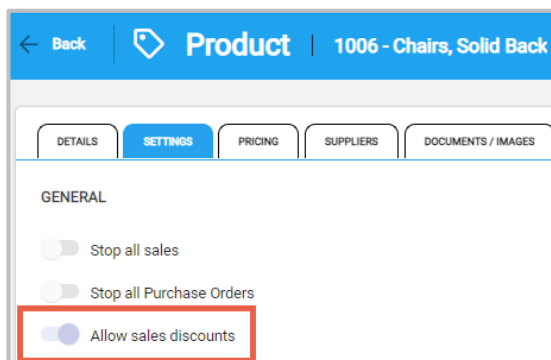 Back Product 1006 - Chairs, Solid Back
DETAILS SETTINGS PRICING SUPPLIERS DOCUMENTS / IMAGES
GENERAL
Stop all sales
Stop all Purchase Orders
Allow sales discounts